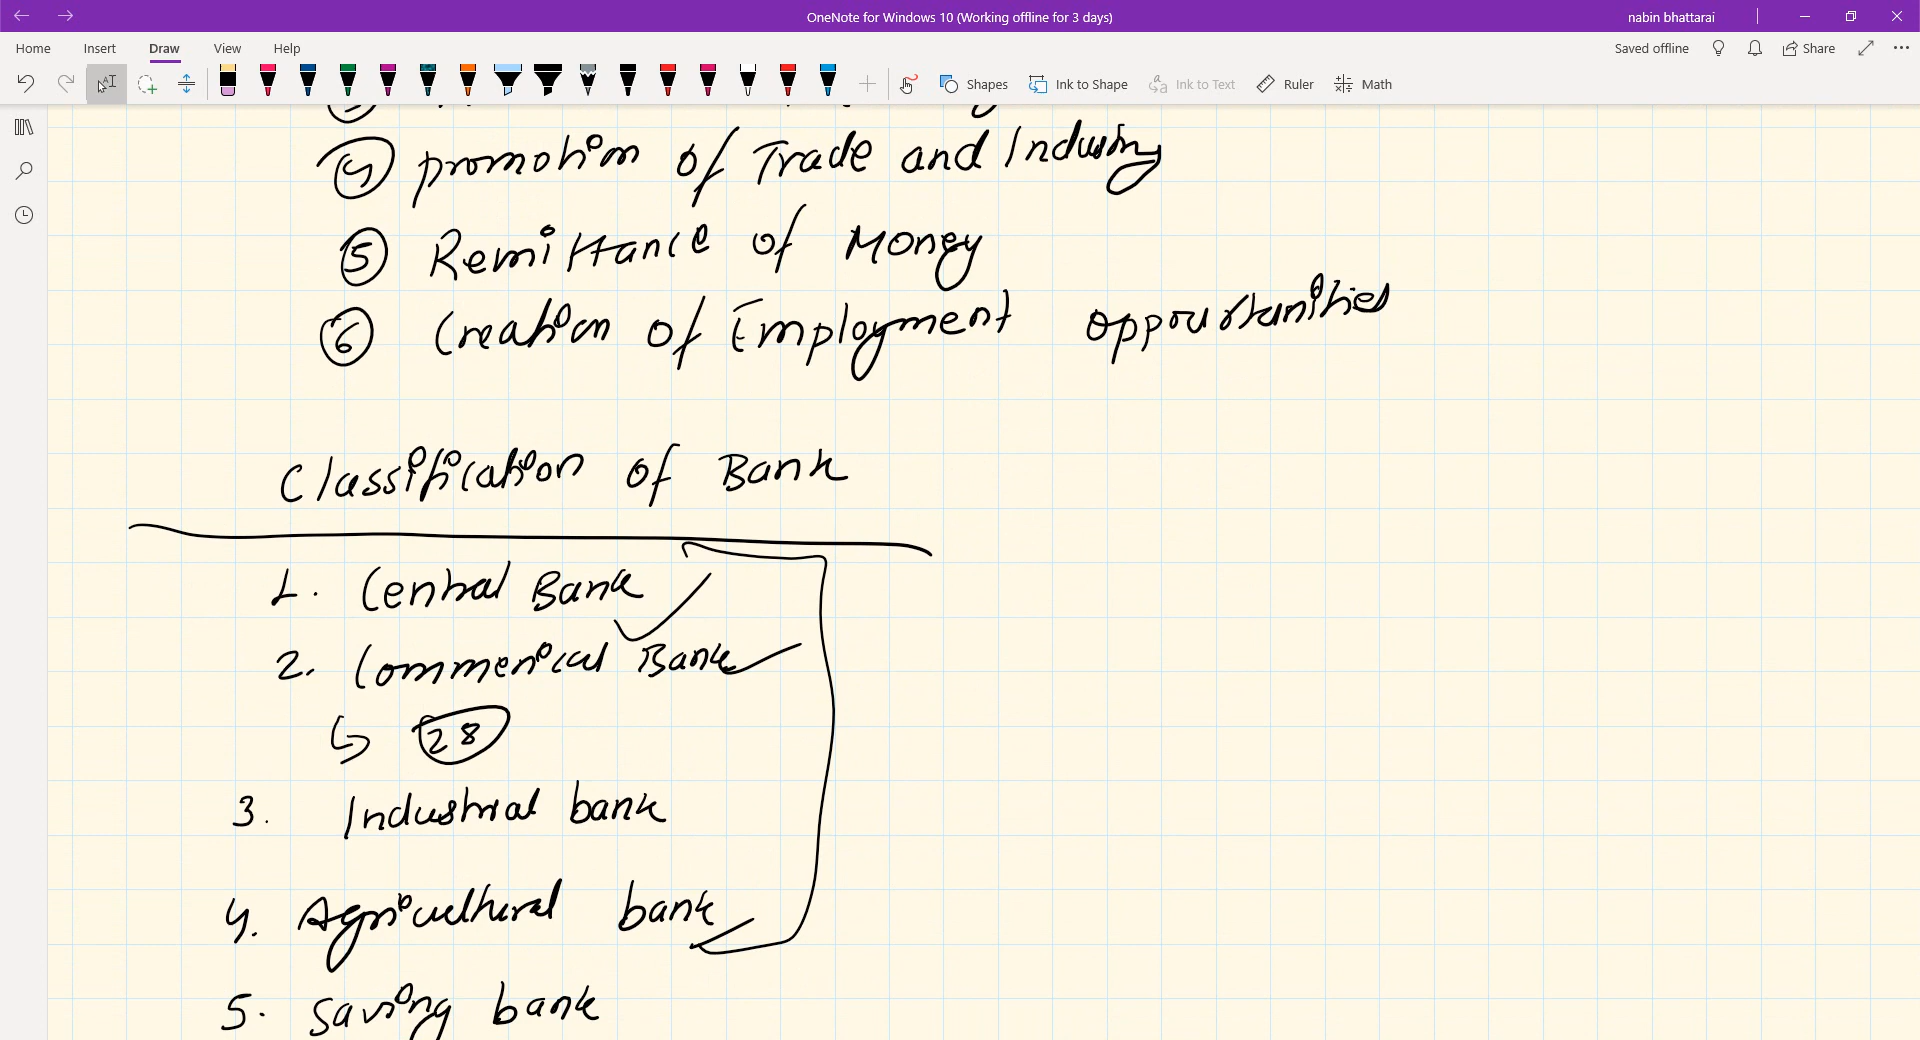 OneNote for Windows 10 (Working offline for 3 days)
nabin bhattarai
Home Insert Draw View Help
Saved offline Share
Shapes Ink to Shape Ink to Text Ruler Math
4 promotion of Trade and Industry
5 Remittance of Money
6 Creation of Employment opportunities
Classification of Bank
1. Central Bank
2. Commerical Bank
28
3. Industrial bank
4. Agricultural bank
5. Saving bank